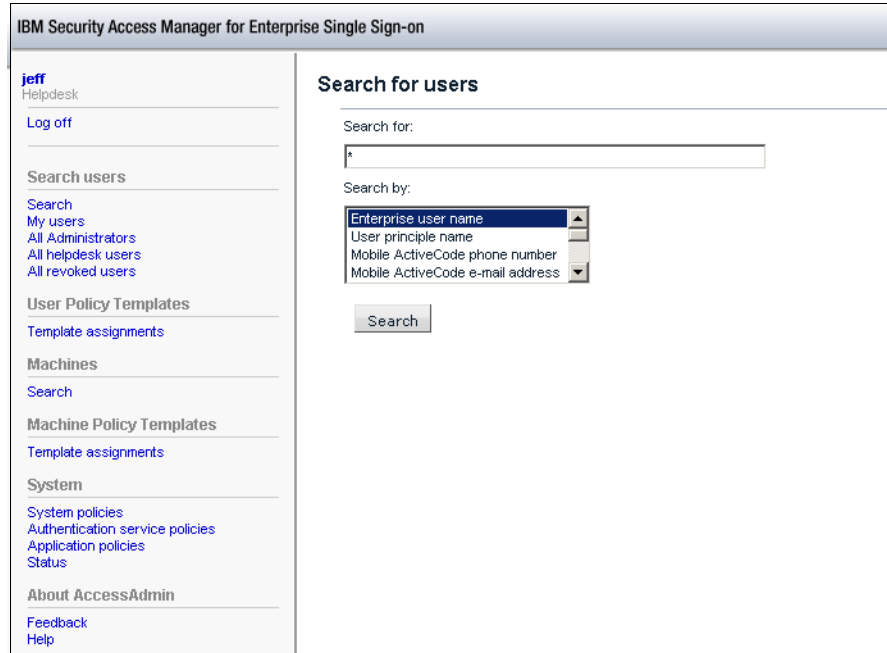 IBM Security Access Manager for Enterprise Single Sign-on
jeff
Helpdesk
Log off
Search users
Search
My users
All Administrators
All helpdesk users
All revoked users
User Policy Templates
Template assignments
Machines
Search
Machine Policy Templates
Template assignments
System
System policies
Authentication service policies
Application policies
Status
About AccessAdmin
Feedback
Help
Search for users
Search for:
*
Search by:
Enterprise user name
User principle name
Mobile ActiveCode phone number
Mobile ActiveCode e-mail address
Search